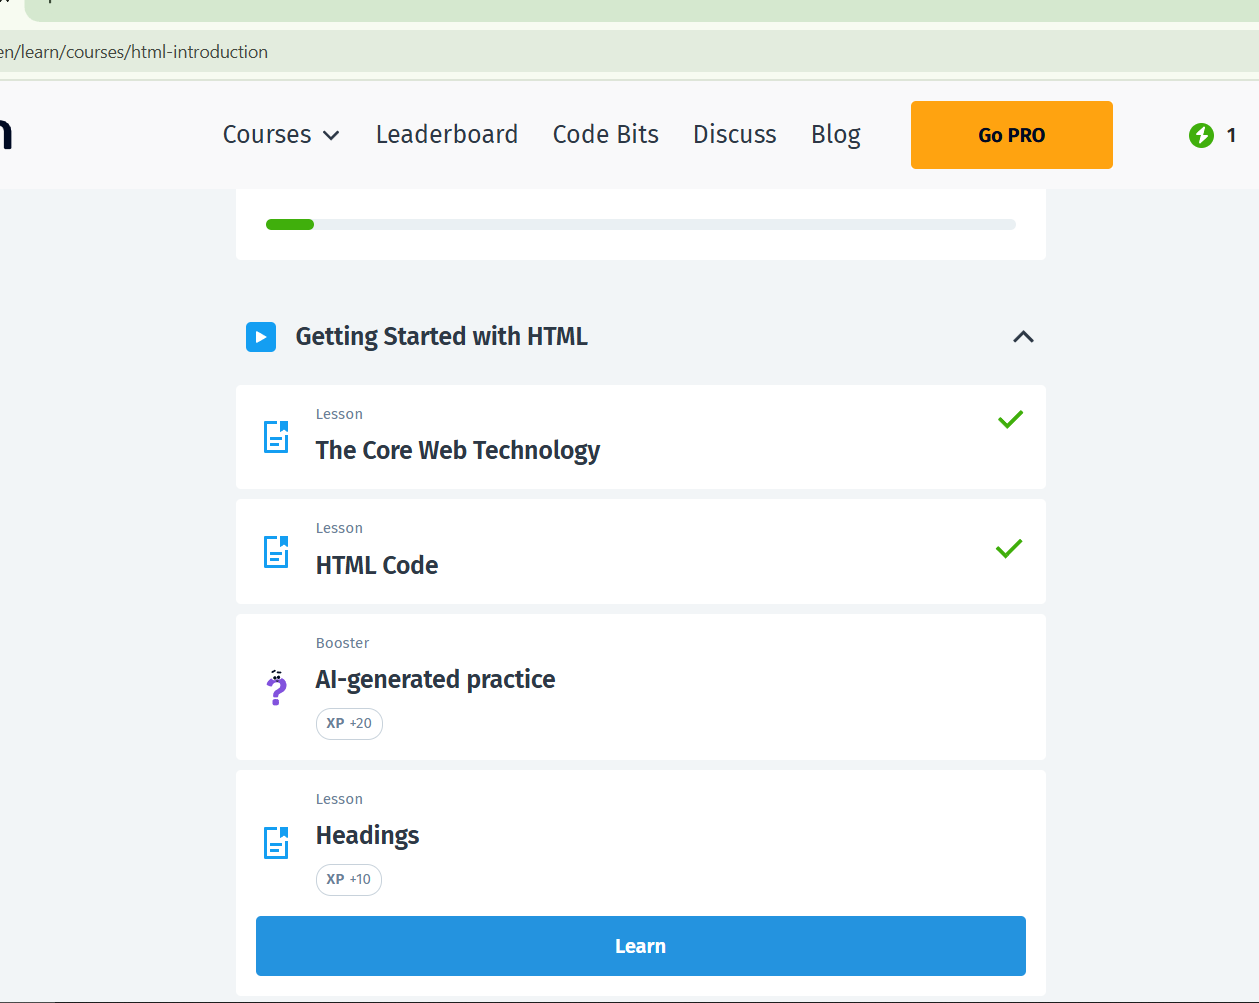 en/learn/courses/html-introduction
Courses Leaderboard Code Bits Discuss Blog Go PRO 1
Getting Started with HTML
Lesson
The Core Web Technology
Lesson
HTML Code
Booster
AI-generated practice
XP +20
Lesson
Headings
XP +10
Learn